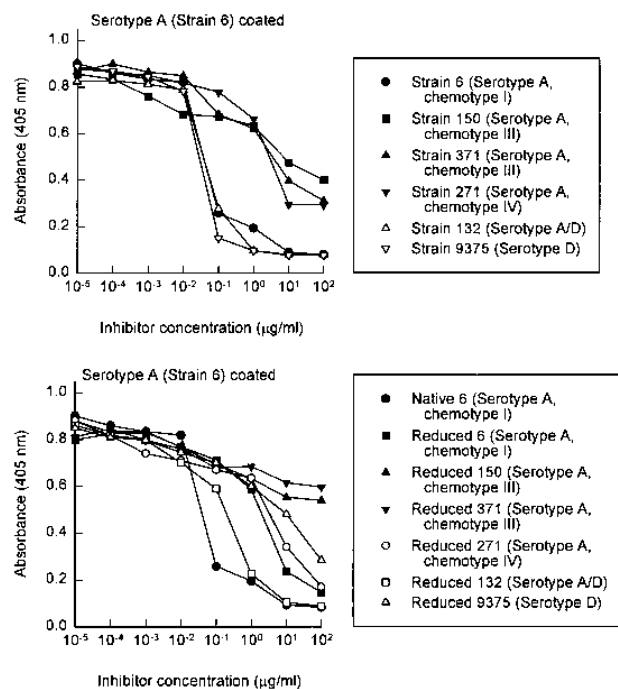 Serotype A (Strain 6) coated
1.0
0.8
0.6
0.4
0.2
0.0
Absorbance (405 nm)
10⁻⁵ 10⁻⁴ 10⁻³ 10⁻² 10⁻¹ 10⁰ 10¹ 10²
Inhibitor concentration (μg/ml)
Strain 6 (Serotype A,
chemotype I)
Strain 150 (Serotype A,
chemotype III)
Strain 371 (Serotype A,
chemotype III)
Strain 271 (Serotype A,
chemotype IV)
Strain 132 (Serotype A/D)
Strain 9375 (Serotype D)
Serotype A (Strain 6) coated
1.0
0.8
0.6
0.4
0.2
0.0
Absorbance (405 nm)
10⁻⁵ 10⁻⁴ 10⁻³ 10⁻² 10⁻¹ 10⁰ 10¹ 10²
Inhibitor concentration (μg/ml)
Native 6 (Serotype A,
chemotype I)
Reduced 6 (Serotype A,
chemotype I)
Reduced 150 (Serotype A,
chemotype III)
Reduced 371 (Serotype A,
chemotype III)
Reduced 271 (Serotype A,
chemotype IV)
Reduced 132 (Serotype A/D)
Reduced 9375 (Serotype D)